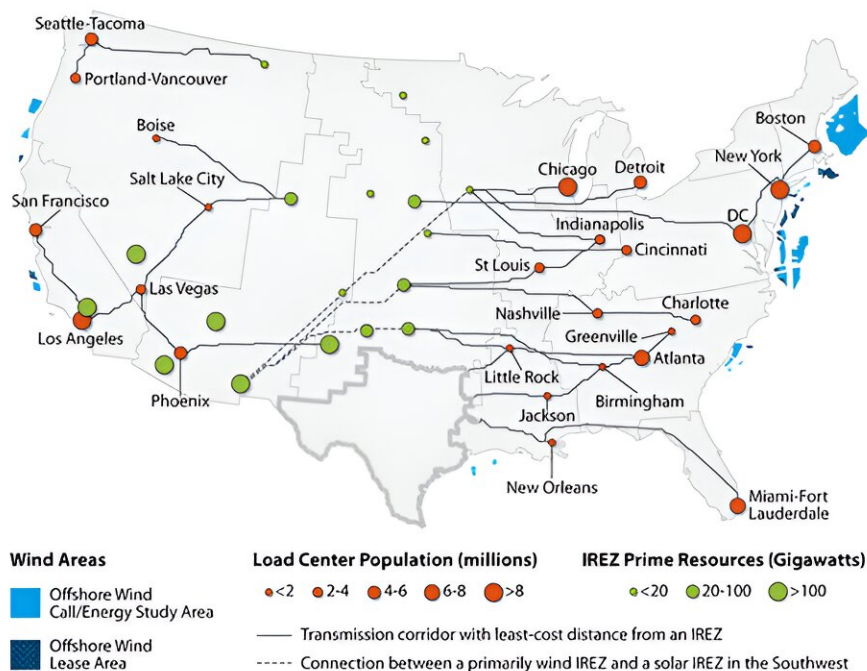 Seattle-Tacoma
Portland-Vancouver
Boise
Salt Lake City
San Francisco
Las Vegas
Los Angeles
Phoenix
Boston
New York
Chicago
Detroit
DC
Indianapolis
Cincinnati
St Louis
Nashville
Charlotte
Greenville
Atlanta
Little Rock
Birmingham
Jackson
New Orleans
Miami-Fort
Lauderdale
Wind Areas
Offshore Wind
Call/Energy Study Area
Offshore Wind
Lease Area
Load Center Population (millions)
<2 2-4 4-6 6-8 >8
IREZ Prime Resources (Gigawatts)
<20 20-100 >100
Transmission corridor with least-cost distance from an IREZ
Connection between a primarily wind IREZ and a solar IREZ in the Southwest